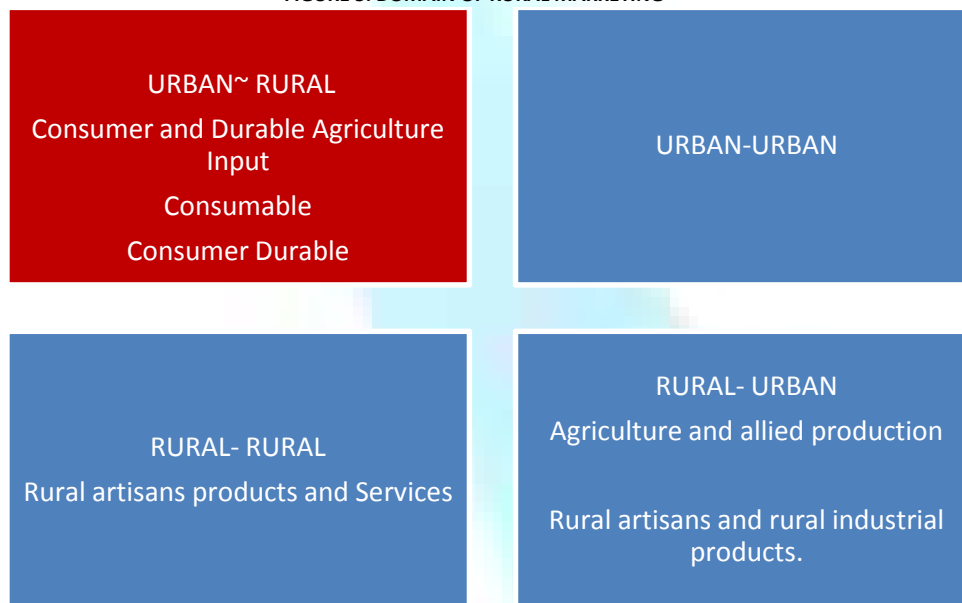 URBAN~ RURAL
Consumer and Durable Agriculture
Input
Consumable
Consumer Durable
URBAN-URBAN
RURAL- RURAL
Rural artisans products and Services
RURAL- URBAN
Agriculture and allied production
Rural artisans and rural industrial
products.